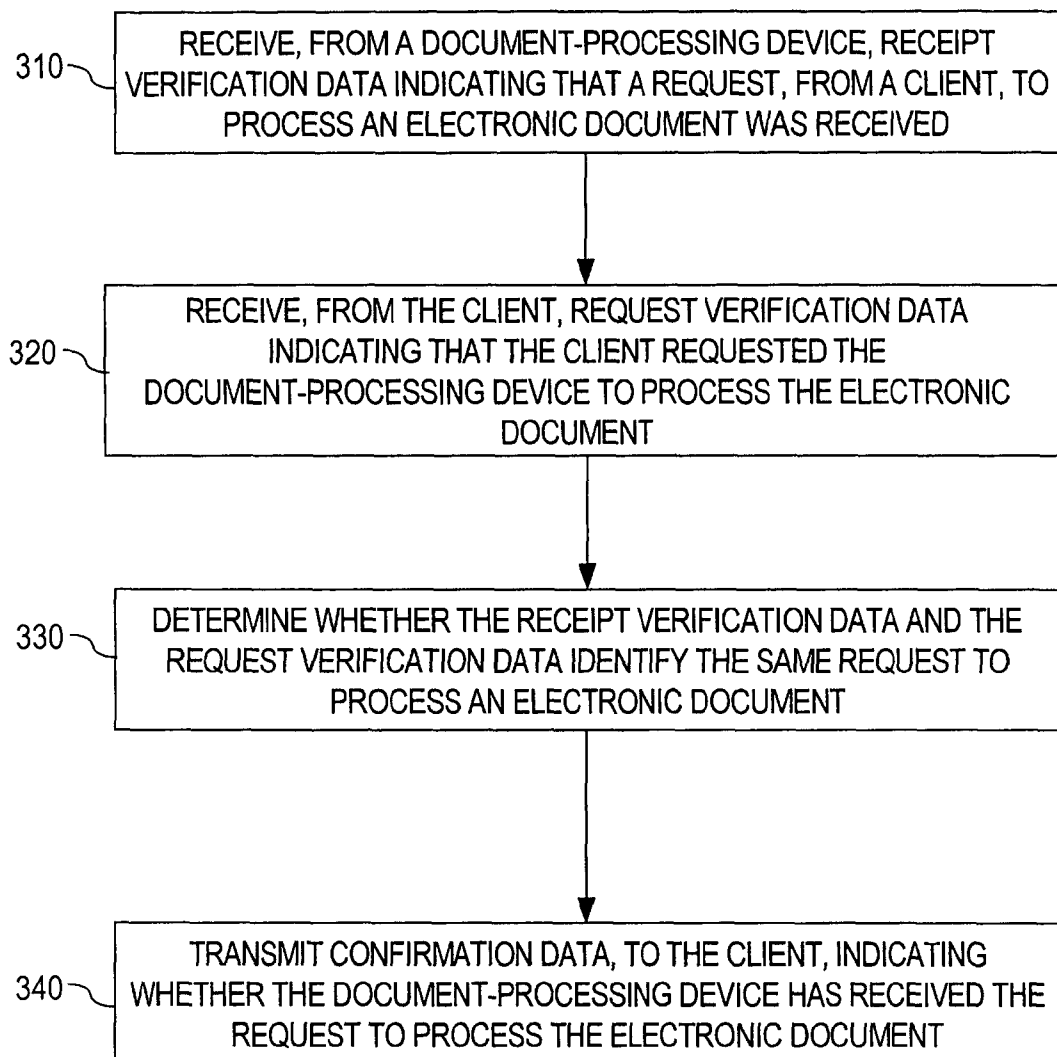 310
RECEIVE, FROM A DOCUMENT-PROCESSING DEVICE, RECEIPT
VERIFICATION DATA INDICATING THAT A REQUEST, FROM A CLIENT, TO
PROCESS AN ELECTRONIC DOCUMENT WAS RECEIVED
320
RECEIVE, FROM THE CLIENT, REQUEST VERIFICATION DATA
INDICATING THAT THE CLIENT REQUESTED THE
DOCUMENT-PROCESSING DEVICE TO PROCESS THE ELECTRONIC
DOCUMENT
330
DETERMINE WHETHER THE RECEIPT VERIFICATION DATA AND THE
REQUEST VERIFICATION DATA IDENTIFY THE SAME REQUEST TO
PROCESS AN ELECTRONIC DOCUMENT
340
TRANSMIT CONFIRMATION DATA, TO THE CLIENT, INDICATING
WHETHER THE DOCUMENT-PROCESSING DEVICE HAS RECEIVED THE
REQUEST TO PROCESS THE ELECTRONIC DOCUMENT